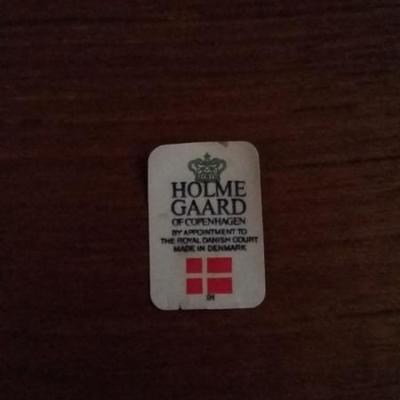 HOLME
GAARD
OF COPENHAGEN
BY APPOINTMENT TO
THE ROYAL DANISH COURT
MADE IN DENMARK